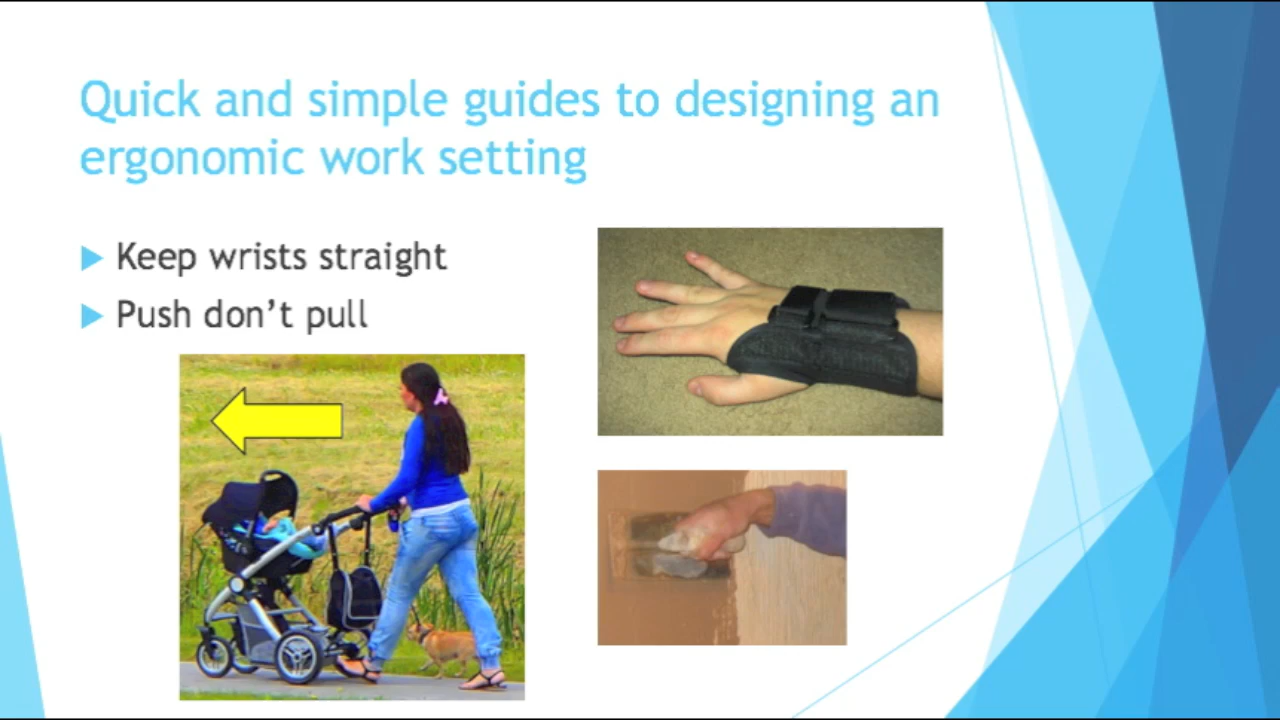 Quick and simple guides to designing an
ergonomic work setting
Keep wrists straight
Push don’t pull